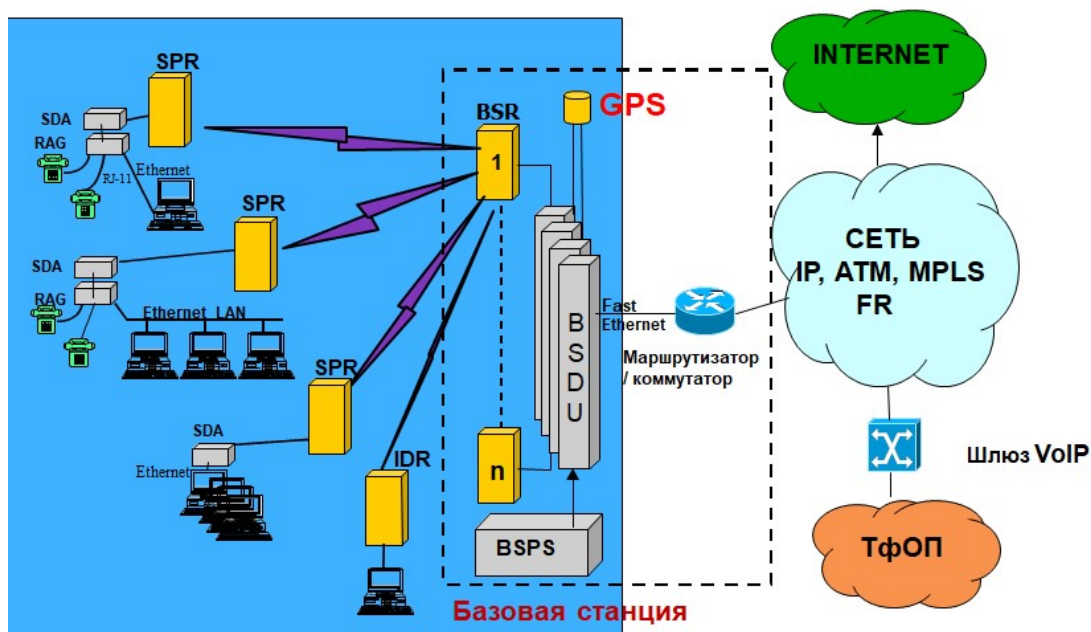 SPR
SDA
RAG
RJ-11
Ethernet
SPR
SDA
RAG
Ethernet LAN
SPR
SDA
Ethernet
IDR
BSR
1
n
GPS
BSDU
BSPS
Базовая станция
Fast
Ethernet
Маршрутизатор
/ коммутатор
INTERNET
СЕТЬ
IP, ATM, MPLS
FR
Шлюз VoIP
ТфОП